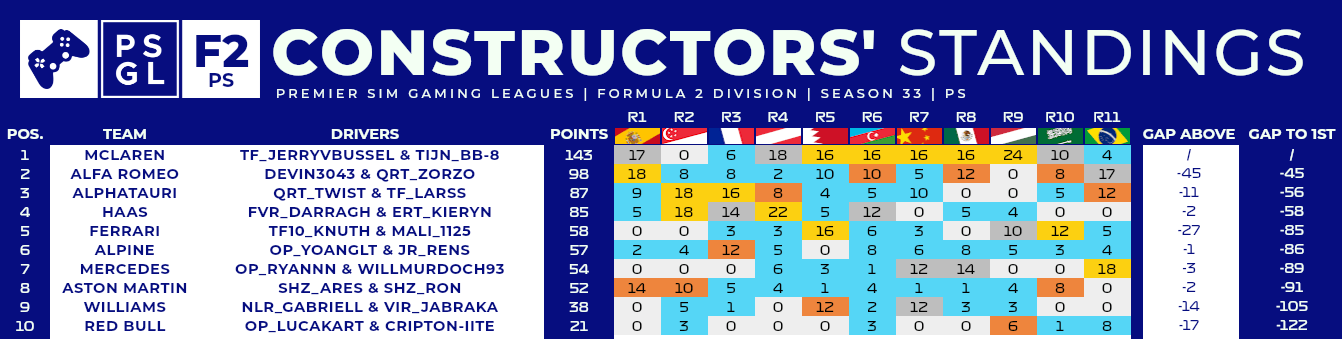 PS
GL
F2
PS
CONSTRUCTORS' STANDINGS
PREMIER SIM GAMING LEAGUES | FORMULA 2 DIVISION | SEASON 33 | PS
R1 R2 R3 R4 R5 R6 R7 R8 R9 R10 R11
POS. TEAM DRIVERS POINTS GAP ABOVE GAP TO 1ST
1 MCLAREN TF_JERRYVBUSSEL & TIJN_BB-8 143 17 0 6 18 16 16 16 16 24 10 4 / /
2 ALFA ROMEO DEVIN3043 & QRT_ZORZO 98 18 8 8 2 10 10 5 12 0 8 17 -45 -45
3 ALPHATAURI QRT_TWIST & TF_LARSS 87 9 18 16 8 4 5 10 0 0 5 12 -11 -56
4 HAAS FVR_DARRAGH & ERT_KIERYN 85 5 18 14 22 5 12 0 5 4 0 0 -2 -58
5 FERRARI TF10_KNUTH & MALI_1125 58 0 0 3 3 16 6 3 0 10 12 5 -27 -85
6 ALPINE OP_YOANGLT & JR_RENS 57 2 4 12 5 0 8 6 8 5 3 4 -1 -86
7 MERCEDES OP_RYANNN & WILLMURDOCH93 54 0 0 0 6 3 1 12 14 0 0 18 -3 -89
8 ASTON MARTIN SHZ_ARES & SHZ_RON 52 14 10 5 4 1 4 1 1 4 8 0 -2 -91
9 WILLIAMS NLR_GABRIELL & VIR_JABRAKA 38 0 5 1 0 12 2 12 3 3 0 0 -14 -105
10 RED BULL OP_LUCAKART & CRIPTON-IITE 21 0 3 0 0 0 3 0 0 6 1 8 -17 -122